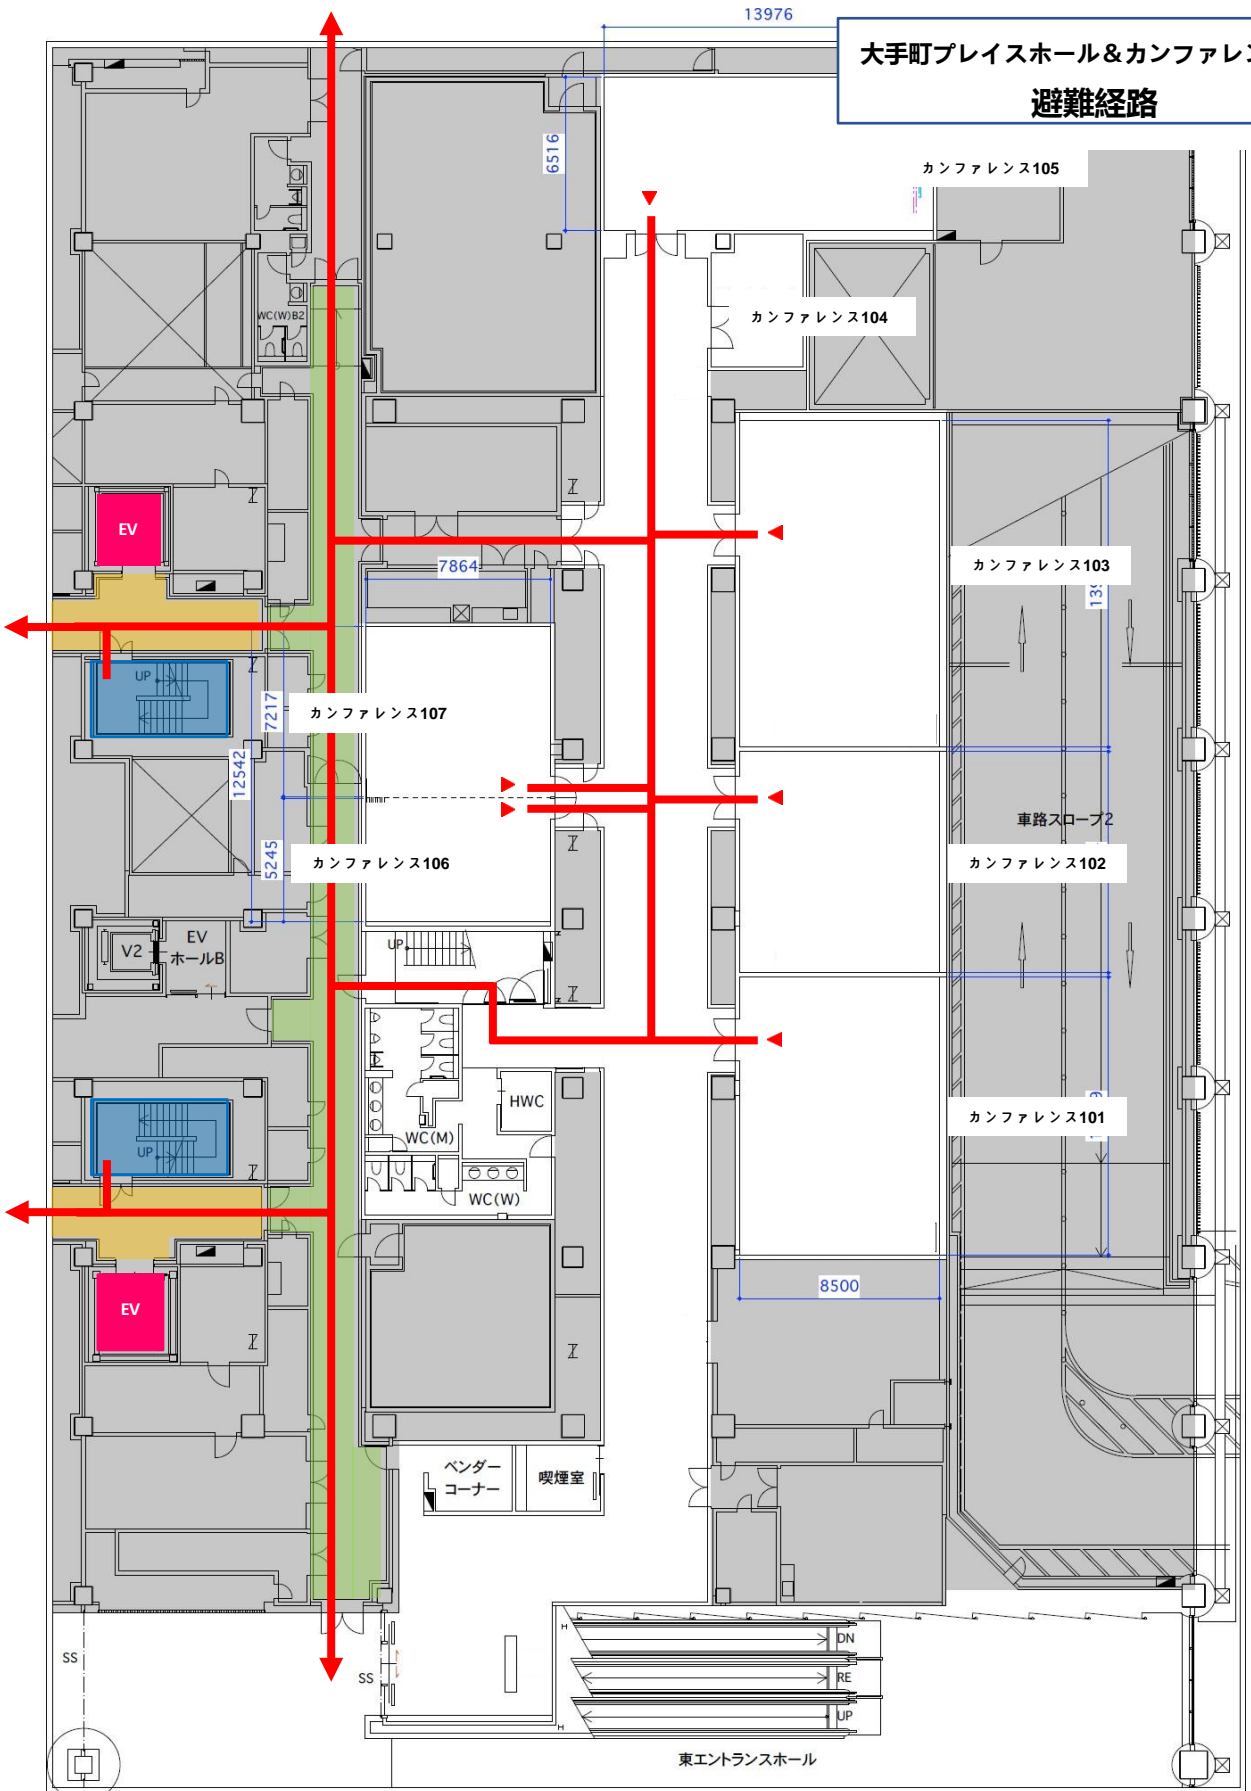 13976
大手町プレイスホール＆カンファレン
避難経路
6516
カンファレンス105
カンファレンス104
WC(W)B2
EV
7864
カンファレンス103
UP
7217
カンファレンス107
12542
車路スロープ2
5245
カンファレンス106
カンファレンス102
V2
EV
ホールB
UP
HWC
カンファレンス101
WC(M)
UP
WC(W)
EV
8500
ベンダー
コーナー
喫煙室
SS
SS
DN
RE
UP
H
H
東エントランスホール